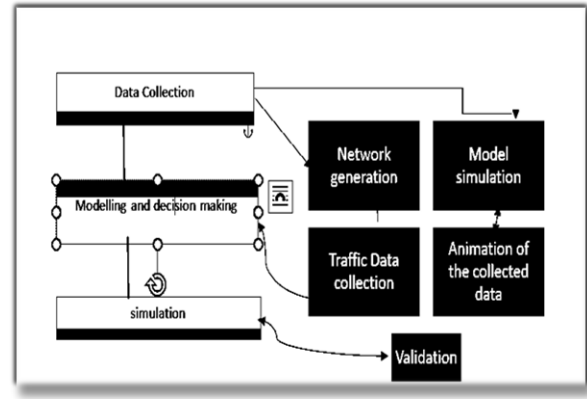 Data Collection
Network
generation
Model
simulation
Modelling and decision making
Traffic Data
collection
Animation of
the collected
data
simulation
Validation